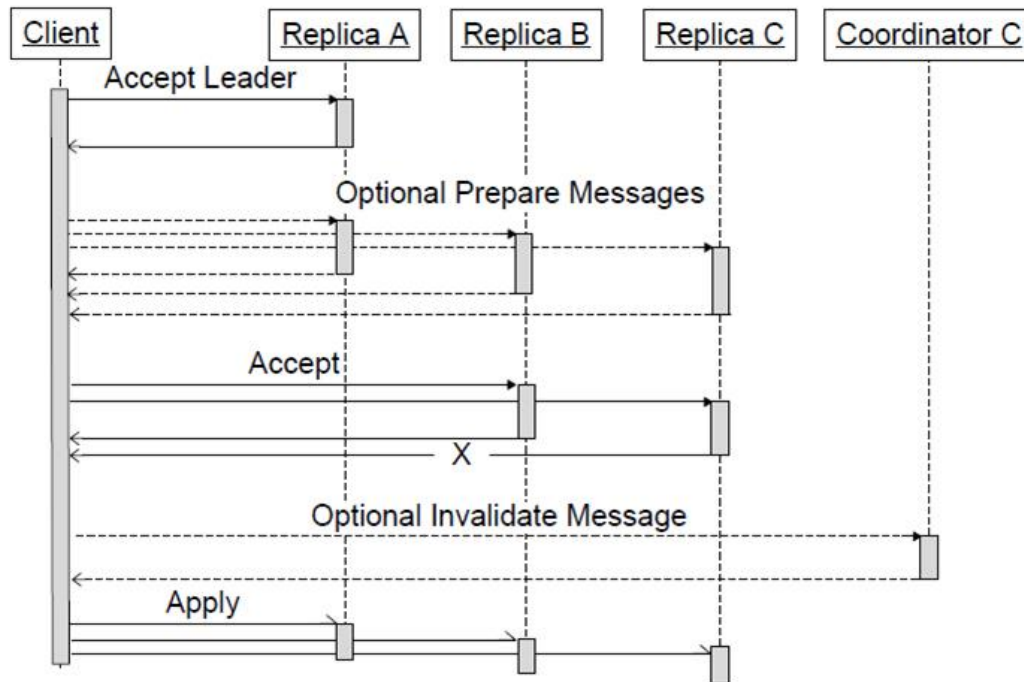 Client
Replica A
Replica B
Replica C
Coordinator C
Accept Leader
Optional Prepare Messages
Accept
X
Optional Invalidate Message
Apply